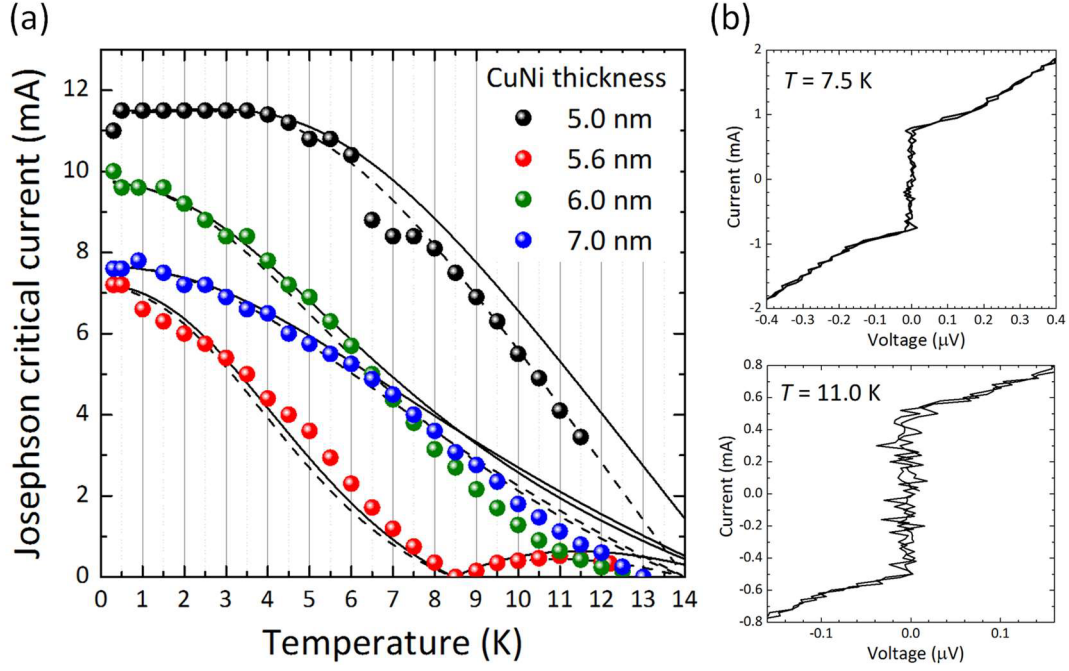 (a)
Josephson critical current (mA)
12
10
8
6
4
2
0
0 1 2 3 4 5 6 7 8 9 10 11 12 13 14
Temperature (K)
CuNi thickness
5.0 nm
5.6 nm
6.0 nm
7.0 nm
(b)
T = 7.5 K
Current (mA)
2
1
0
-1
-2
-0.4 -0.3 -0.2 -0.1 0.0 0.1 0.2 0.3 0.4
Voltage (μV)
T = 11.0 K
Current (mA)
0.8
0.6
0.4
0.2
0.0
-0.2
-0.4
-0.6
-0.8
-0.1 0.0 0.1
Voltage (μV)